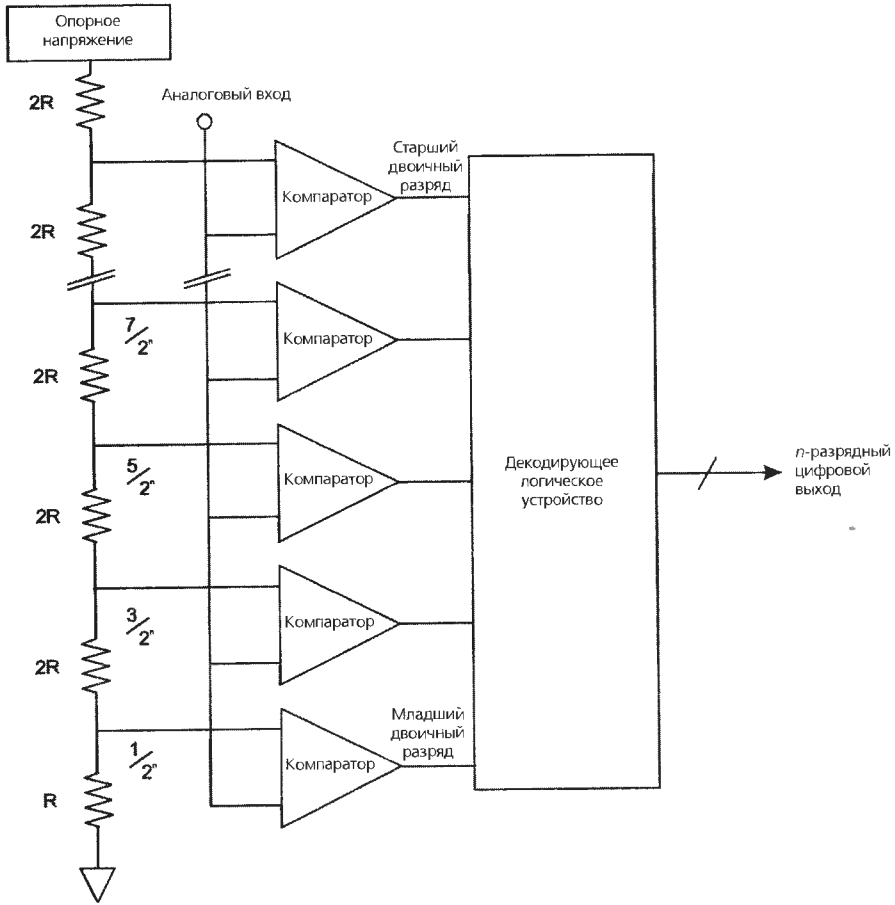 Опорное
напряжение
2R
Аналоговый вход
Старший
двоичный
разряд
Компаратор
2R
7/2ⁿ
Компаратор
2R
5/2ⁿ
Компаратор
Декодирующее
логическое
устройство
n-разрядный
цифровой
выход
2R
3/2ⁿ
Компаратор
2R
Младший
двоичный
разряд
1/2ⁿ
Компаратор
R